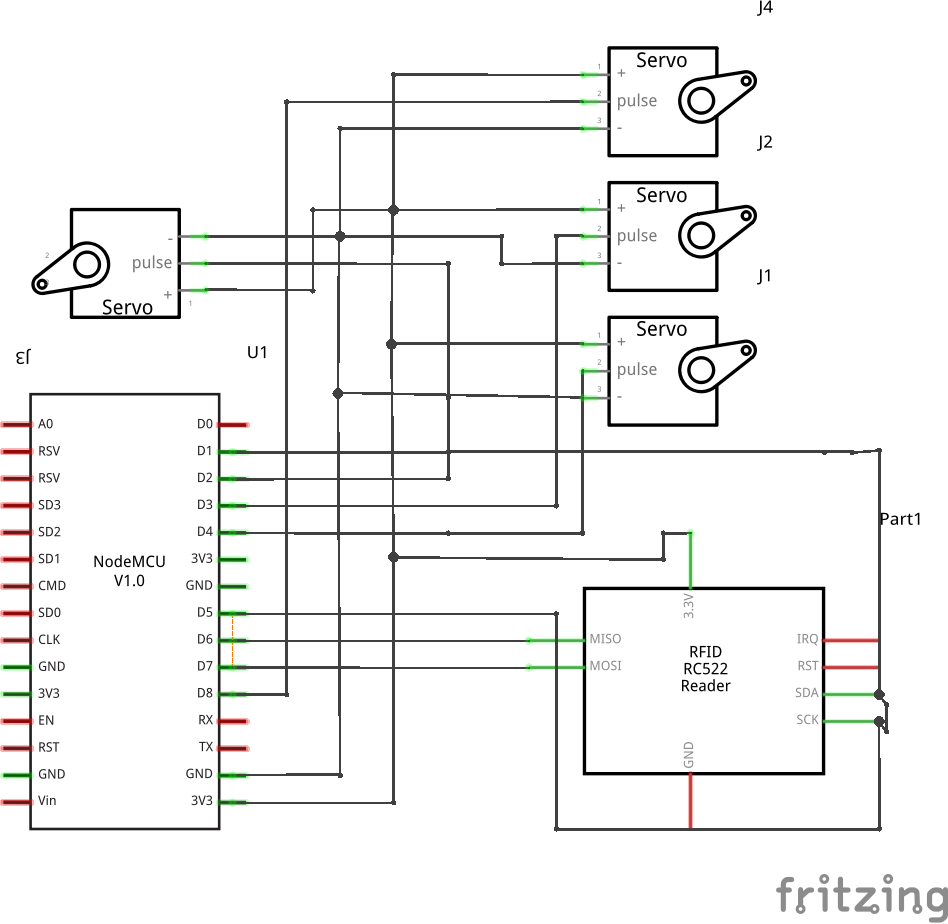 J4
Servo
1
+
2
pulse
3
-
J2
Servo
1
+
2
pulse
3
-
J1
Servo
1
+
2
pulse
3
-
-
2
pulse
+
1
Servo
J3
U1
A0
RSV
RSV
SD3
SD2
SD1
CMD
SD0
CLK
GND
3V3
EN
RST
GND
Vin
NodeMCU
V1.0
D0
D1
D2
D3
D4
3V3
GND
D5
D6
D7
D8
RX
TX
GND
3V3
Part1
3.3V
MISO
MOSI
RFID
RC522
Reader
IRQ
RST
SDA
SCK
GND
fritzing